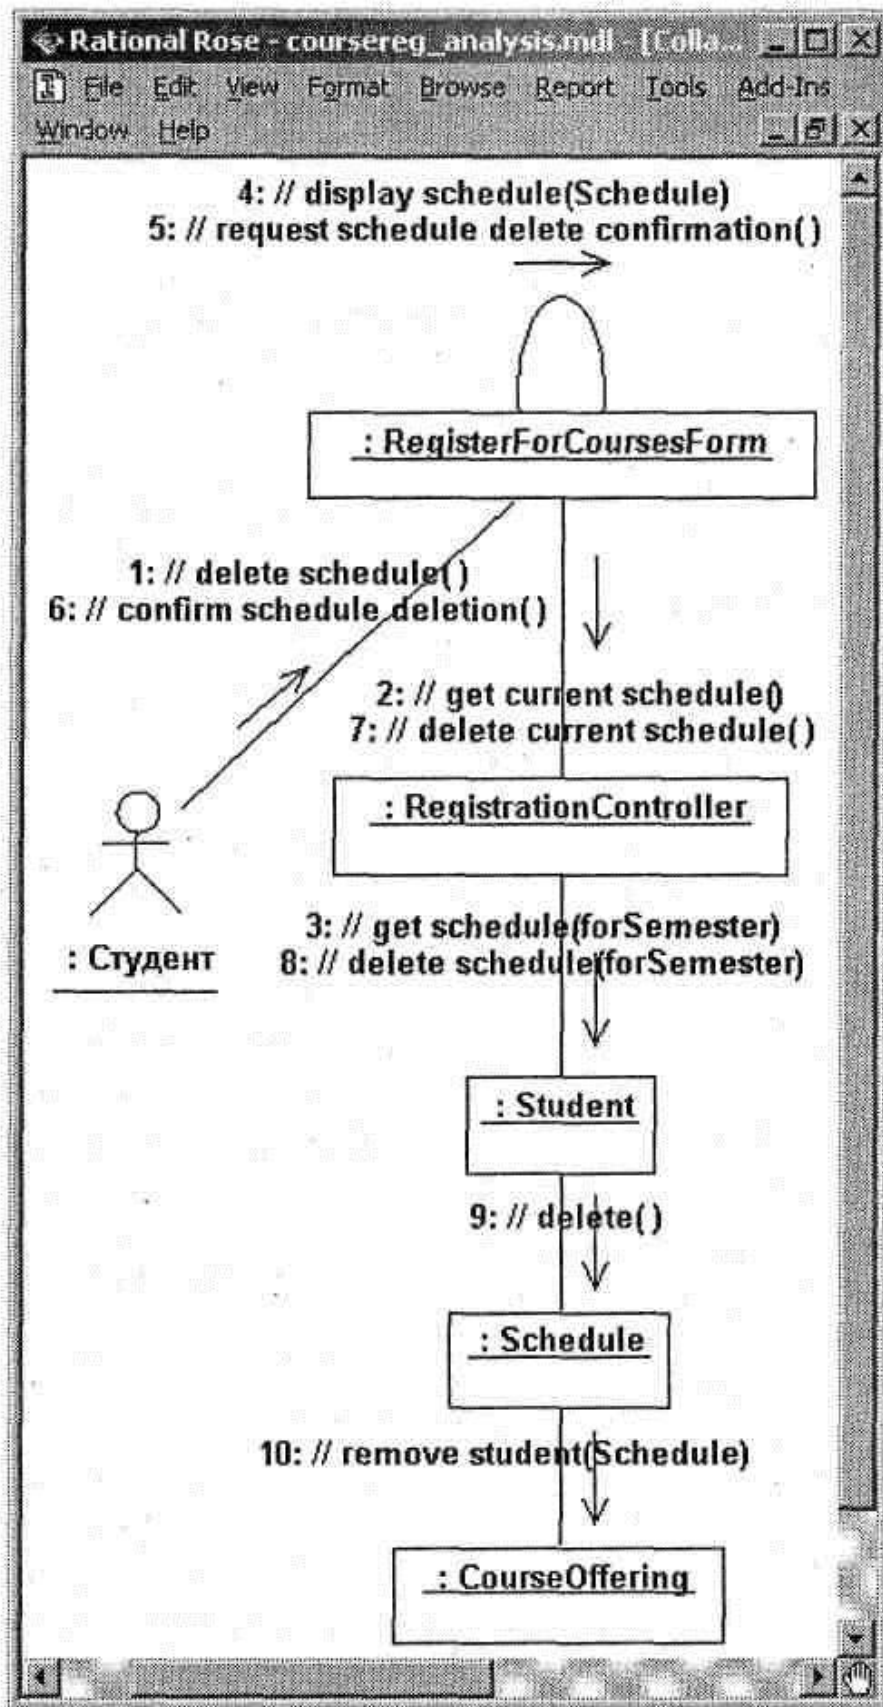 Rational Rose - coursereg_analysis.mdl - [Colla...
File Edit View Format Browse Report Tools Add-Ins
Window Help
4: // display schedule(Schedule)
5: // request schedule delete confirmation()
: RegisterForCoursesForm
1: // delete schedule()
6: // confirm schedule deletion()
2: // get current schedule()
7: // delete current schedule()
: RegistrationController
: Студент
3: // get schedule(forSemester)
8: // delete schedule(forSemester)
: Student
9: // delete()
: Schedule
10: // remove student(Schedule)
: CourseOffering